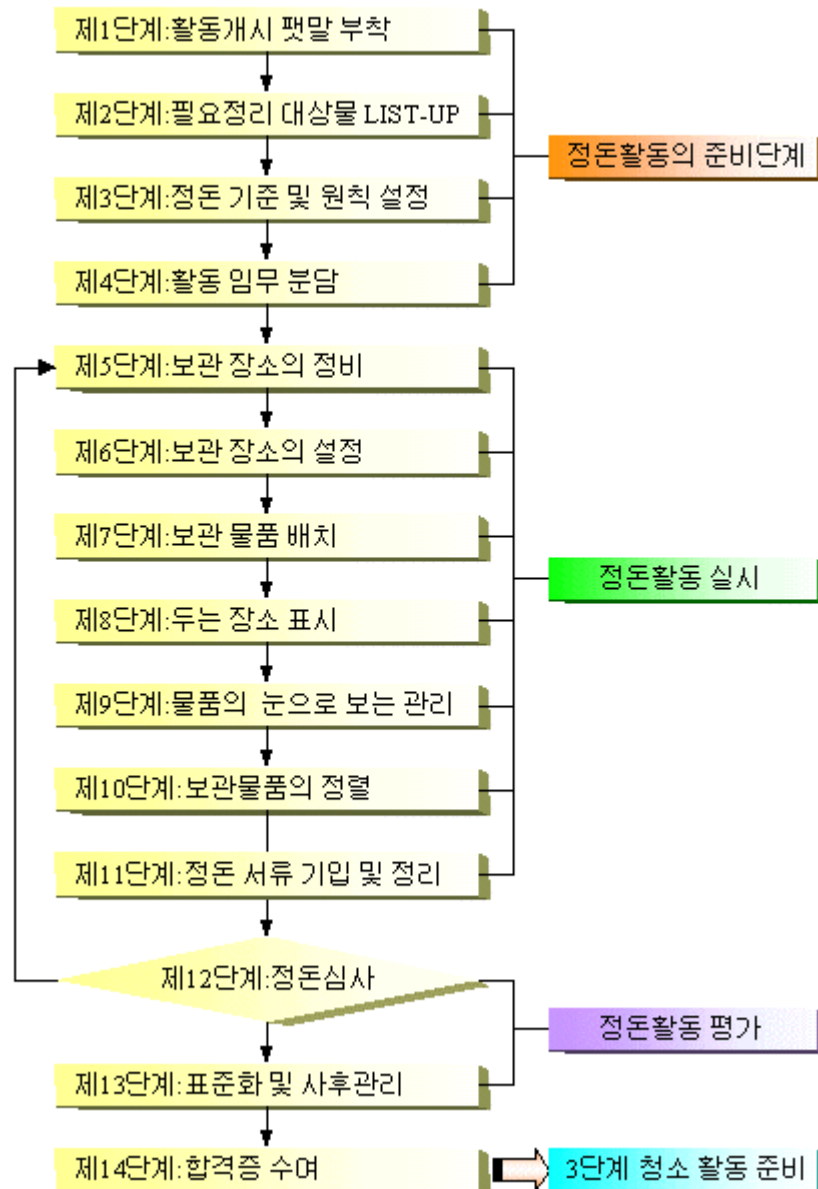 제1단계:활동개시 팻말 부착
제2단계:필요정리 대상물 LIST-UP
정돈활동의 준비단계
제3단계:정돈 기준 및 원칙 설정
제4단계:활동 임무 분담
제5단계:보관 장소의 정비
제6단계:보관 장소의 설정
제7단계:보관 물품 배치
정돈활동 실시
제8단계:두는 장소 표시
제9단계:물품의 눈으로 보는 관리
제10단계:보관물품의 정렬
제11단계:정돈 서류 기입 및 정리
제12단계:정돈심사
정돈활동 평가
제13단계:표준화 및 사후관리
제14단계:합격증 수여
3단계 청소 활동 준비